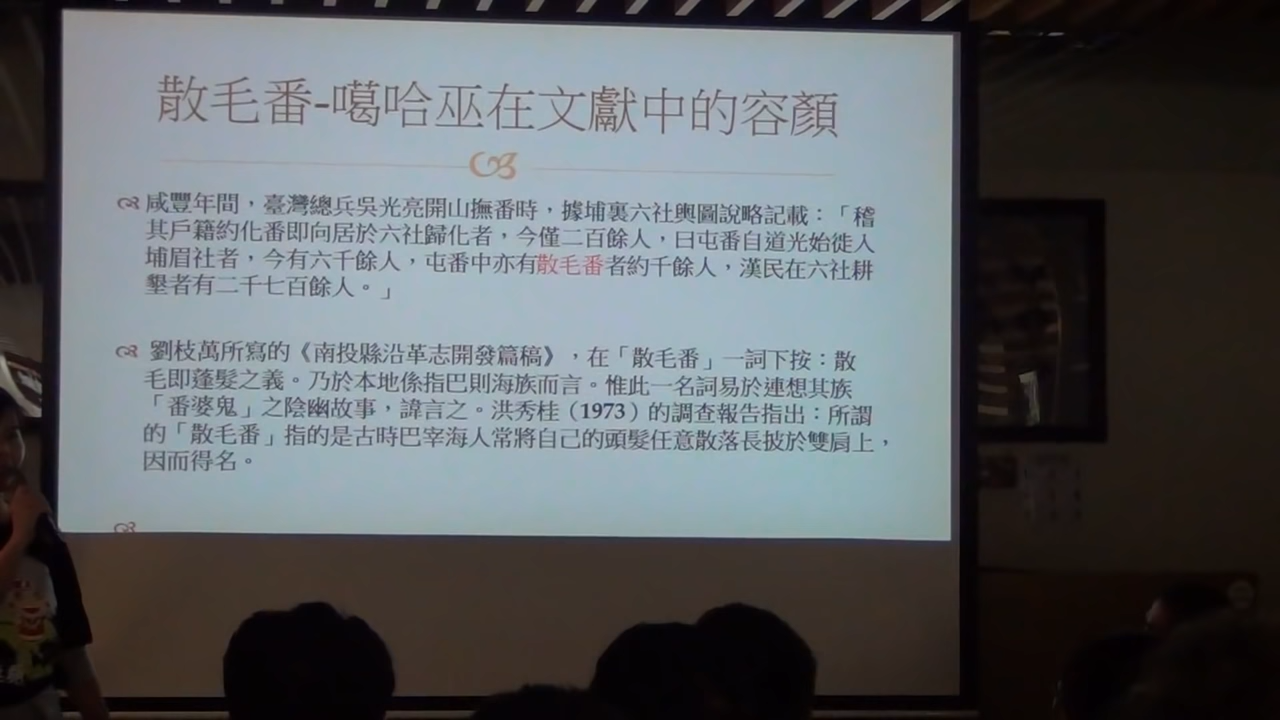 散毛番-噶哈巫在文獻中的容顏
咸豐年間，臺灣總兵吳光亮開山撫番時，據埔裏六社輿圖說略記載：「稽
其戶籍約化番即向居於六社歸化者，今僅二百餘人，曰屯番自道光始徙入
埔眉社者，今有六千餘人，屯番中亦有散毛番者約千餘人，漢民在六社耕
墾者有二千七百餘人。」
劉枝萬所寫的《南投縣沿革志開發篇稿》，在「散毛番」一詞下按：散
毛即蓬髮之義。乃於本地係指巴則海族而言。惟此一名詞易於連想其族
「番婆鬼」之陰幽故事，諱言之。洪秀桂（1973）的調查報告指出：所謂
的「散毛番」指的是古時巴宰海人常將自己的頭髮任意散落長披於雙肩上，
因而得名。